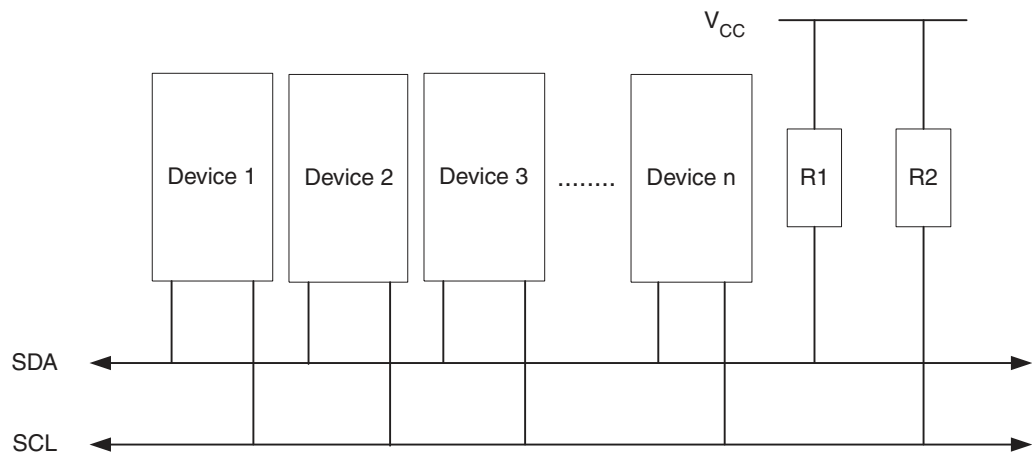 VCC
Device 1
Device 2
Device 3
........
Device n
R1
R2
SDA
SCL